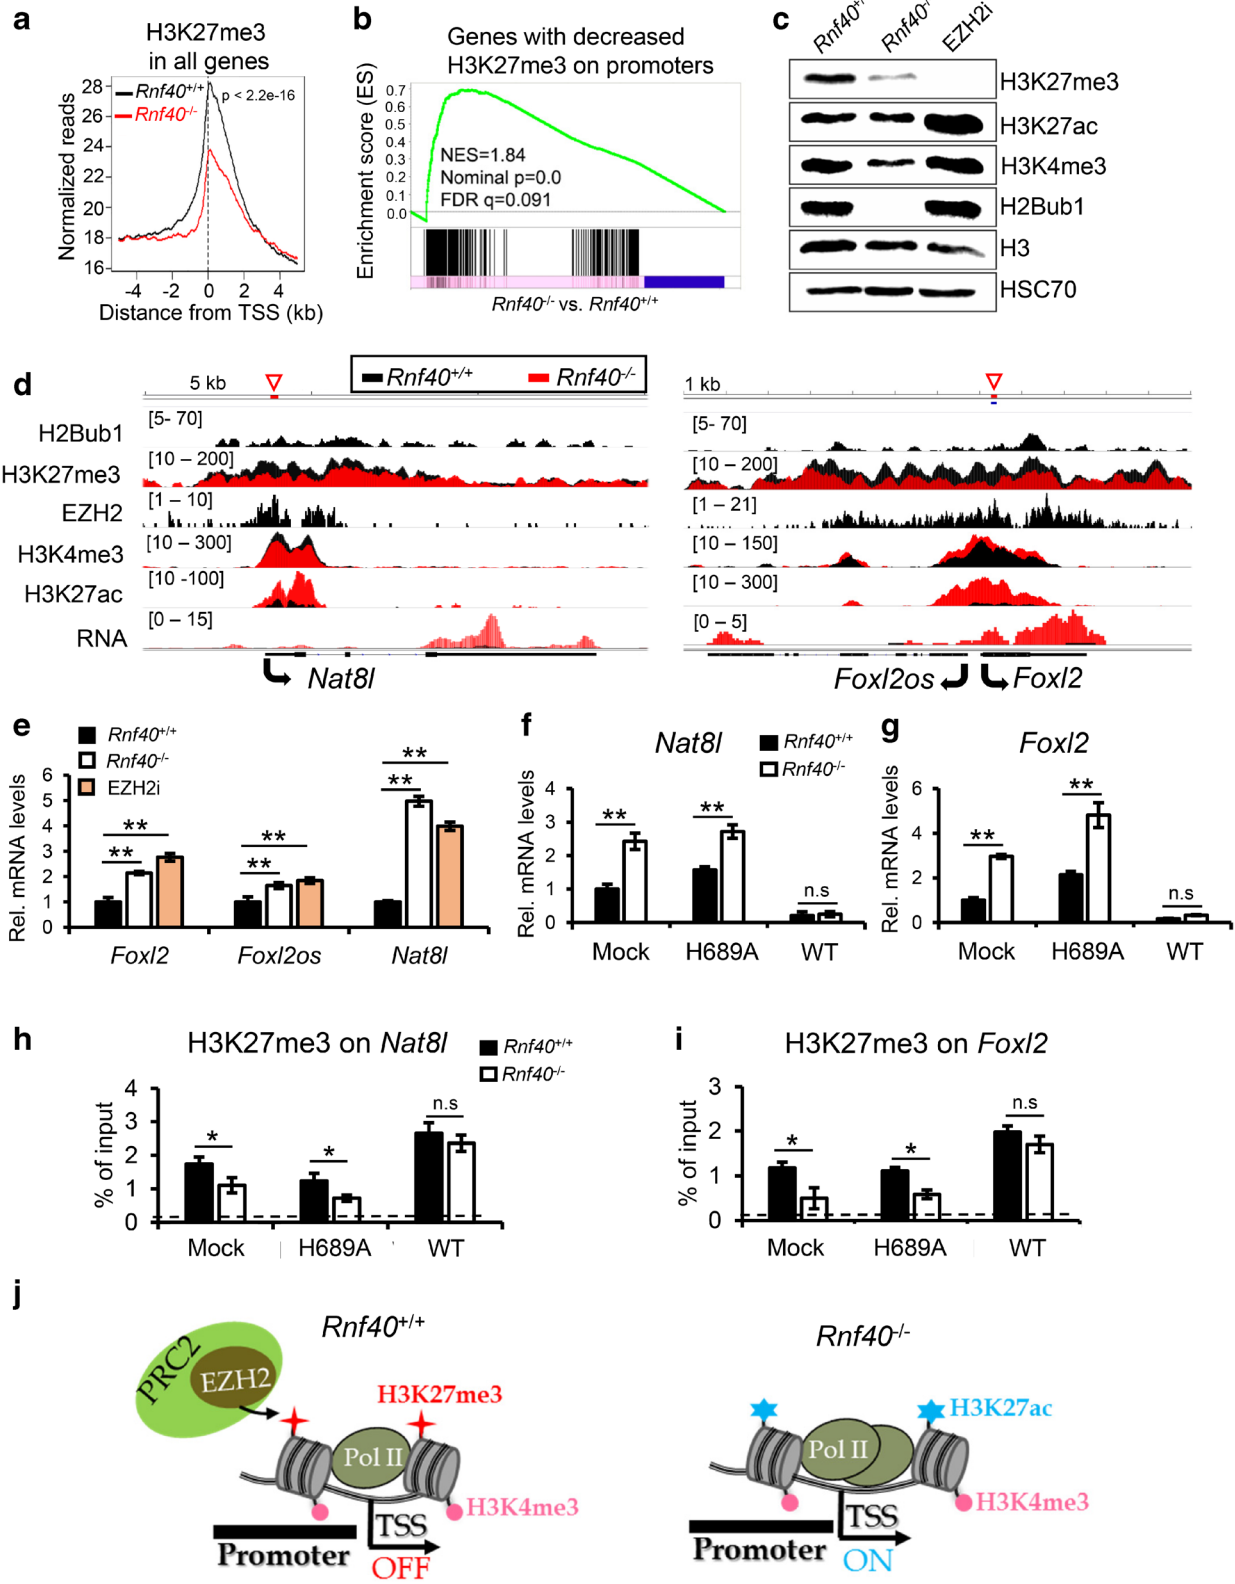 a
H3K27me3
in all genes
Normalized reads
28
26
24
22
20
18
16
Rnf40+/+
Rnf40-/-
p < 2.2e-16
-4 -2 0 2 4
Distance from TSS (kb)
b
Genes with decreased
H3K27me3 on promoters
Enrichment score (ES)
0.7
0.6
0.5
0.4
0.3
0.2
0.1
0.0
NES=1.84
Nominal p=0.0
FDR q=0.091
Rnf40-/- vs. Rnf40+/+
c
EZH2i
H3K27me3
H3K27ac
H3K4me3
H2Bub1
H3
HSC70
d
Rnf40+/+ Rnf40-/-
5 kb
1 kb
H2Bub1 [5- 70] [5- 70]
H3K27me3 [10 – 200] [10 – 200]
EZH2 [1 – 10] [1 – 21]
H3K4me3 [10 – 300] [10 – 150]
H3K27ac [10 -100] [10 – 300]
RNA [0 – 15] [0 – 5]
Nat8l Foxl2os Foxl2
e
Rnf40+/+
Rnf40-/-
EZH2i
Rel. mRNA levels
6
5
4
3
2
1
0
** ** ** ** ** **
Foxl2 Foxl2os Nat8l
f
Nat8l
Rnf40+/+
Rnf40-/-
Rel. mRNA levels
4
3
2
1
0
** ** n.s
Mock H689A WT
g
Foxl2
Rel. mRNA levels
6
4
2
0
** ** n.s
Mock H689A WT
h
H3K27me3 on Nat8l
Rnf40+/+
Rnf40-/-
% of input
4
3
2
1
0
* * n.s
Mock H689A WT
i
H3K27me3 on Foxl2
% of input
3
2
1
0
* * n.s
Mock H689A WT
j
Rnf40+/+
PRC2
EZH2
H3K27me3
Pol II
H3K4me3
TSS
Promoter
OFF
Rnf40-/-
H3K27ac
Pol II
H3K4me3
TSS
Promoter
ON